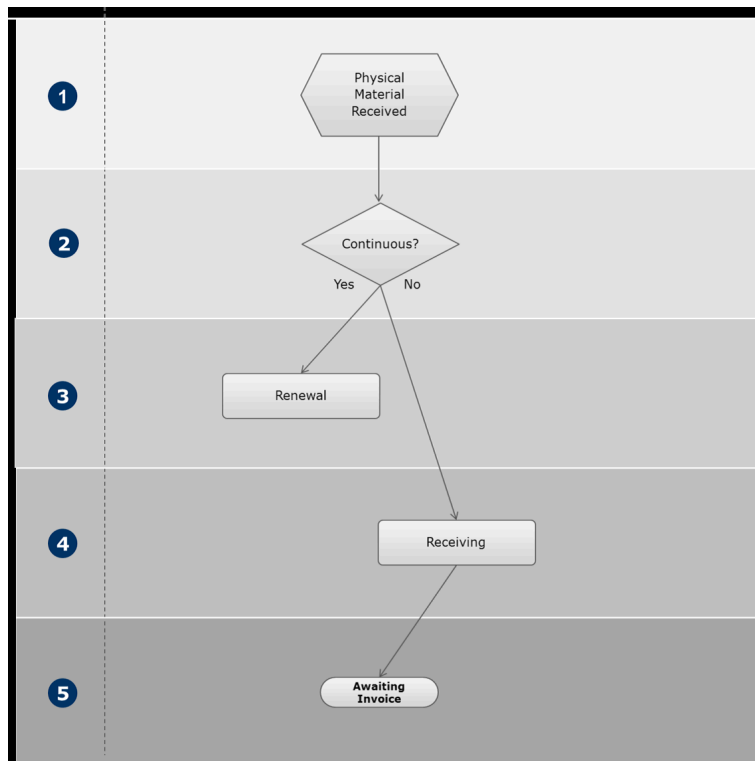 1
Physical
Material
Received
2
Continuous?
Yes No
3
Renewal
4
Receiving
5
Awaiting
Invoice